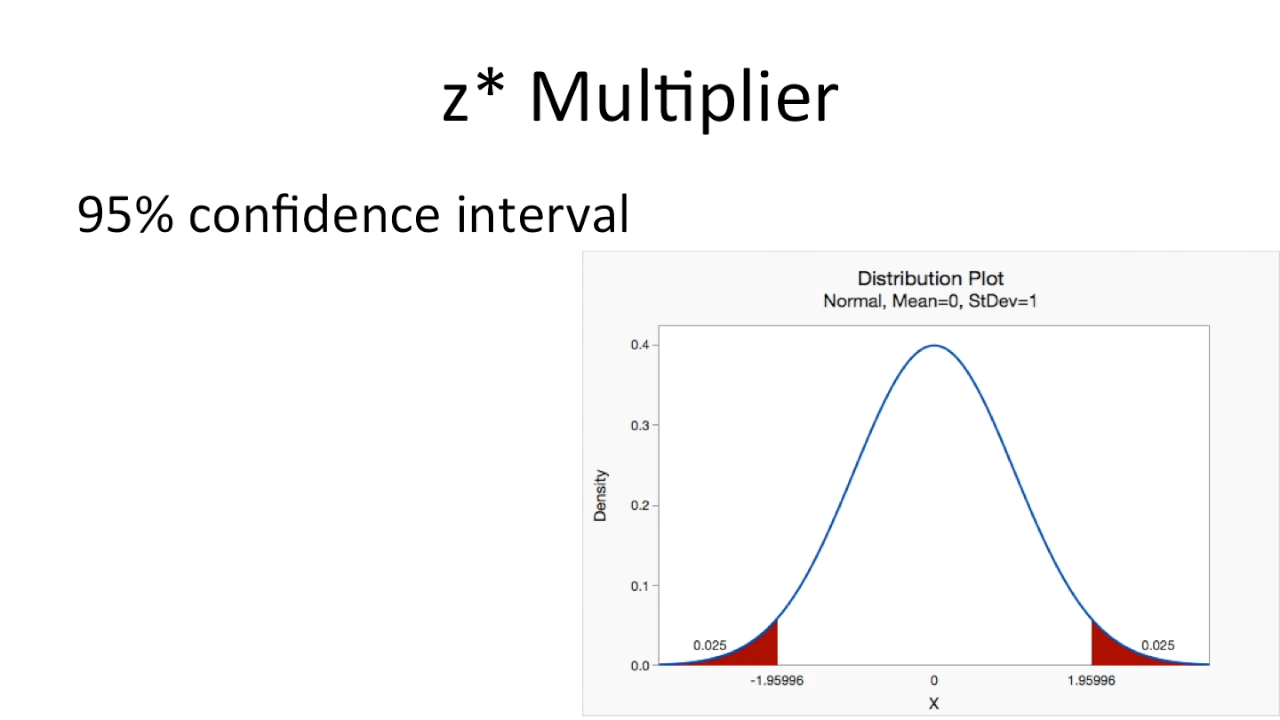 z* Multiplier
95% confidence interval
Distribution Plot
Normal, Mean=0, StDev=1
0.4
0.3
0.2
0.1
0.0
Density
0.025
0.025
-1.95996
0
1.95996
X